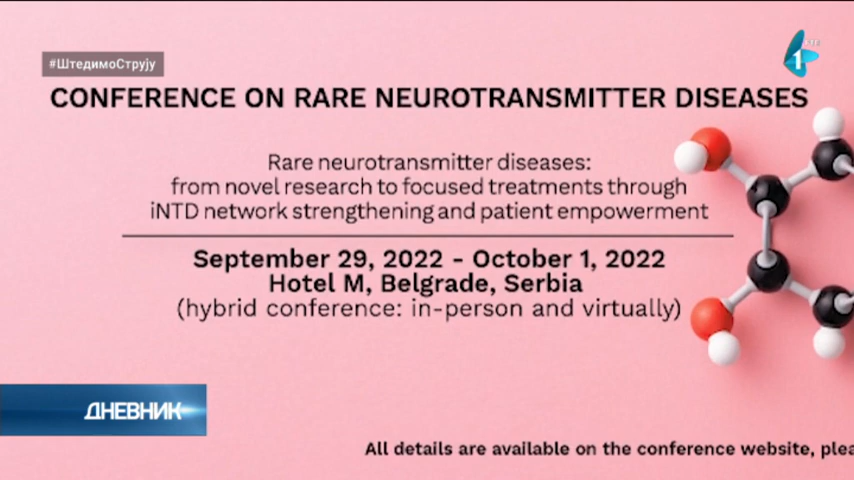 #ШтедимоСтрују
1
CONFERENCE ON RARE NEUROTRANSMITTER DISEASES
Rare neurotransmitter diseases:
from novel research to focused treatments through
iNTD network strengthening and patient empowerment
September 29, 2022 - October 1, 2022
Hotel M, Belgrade, Serbia
(hybrid conference: in-person and virtually)
ДНЕВНИК
All details are available on the conference website, plea